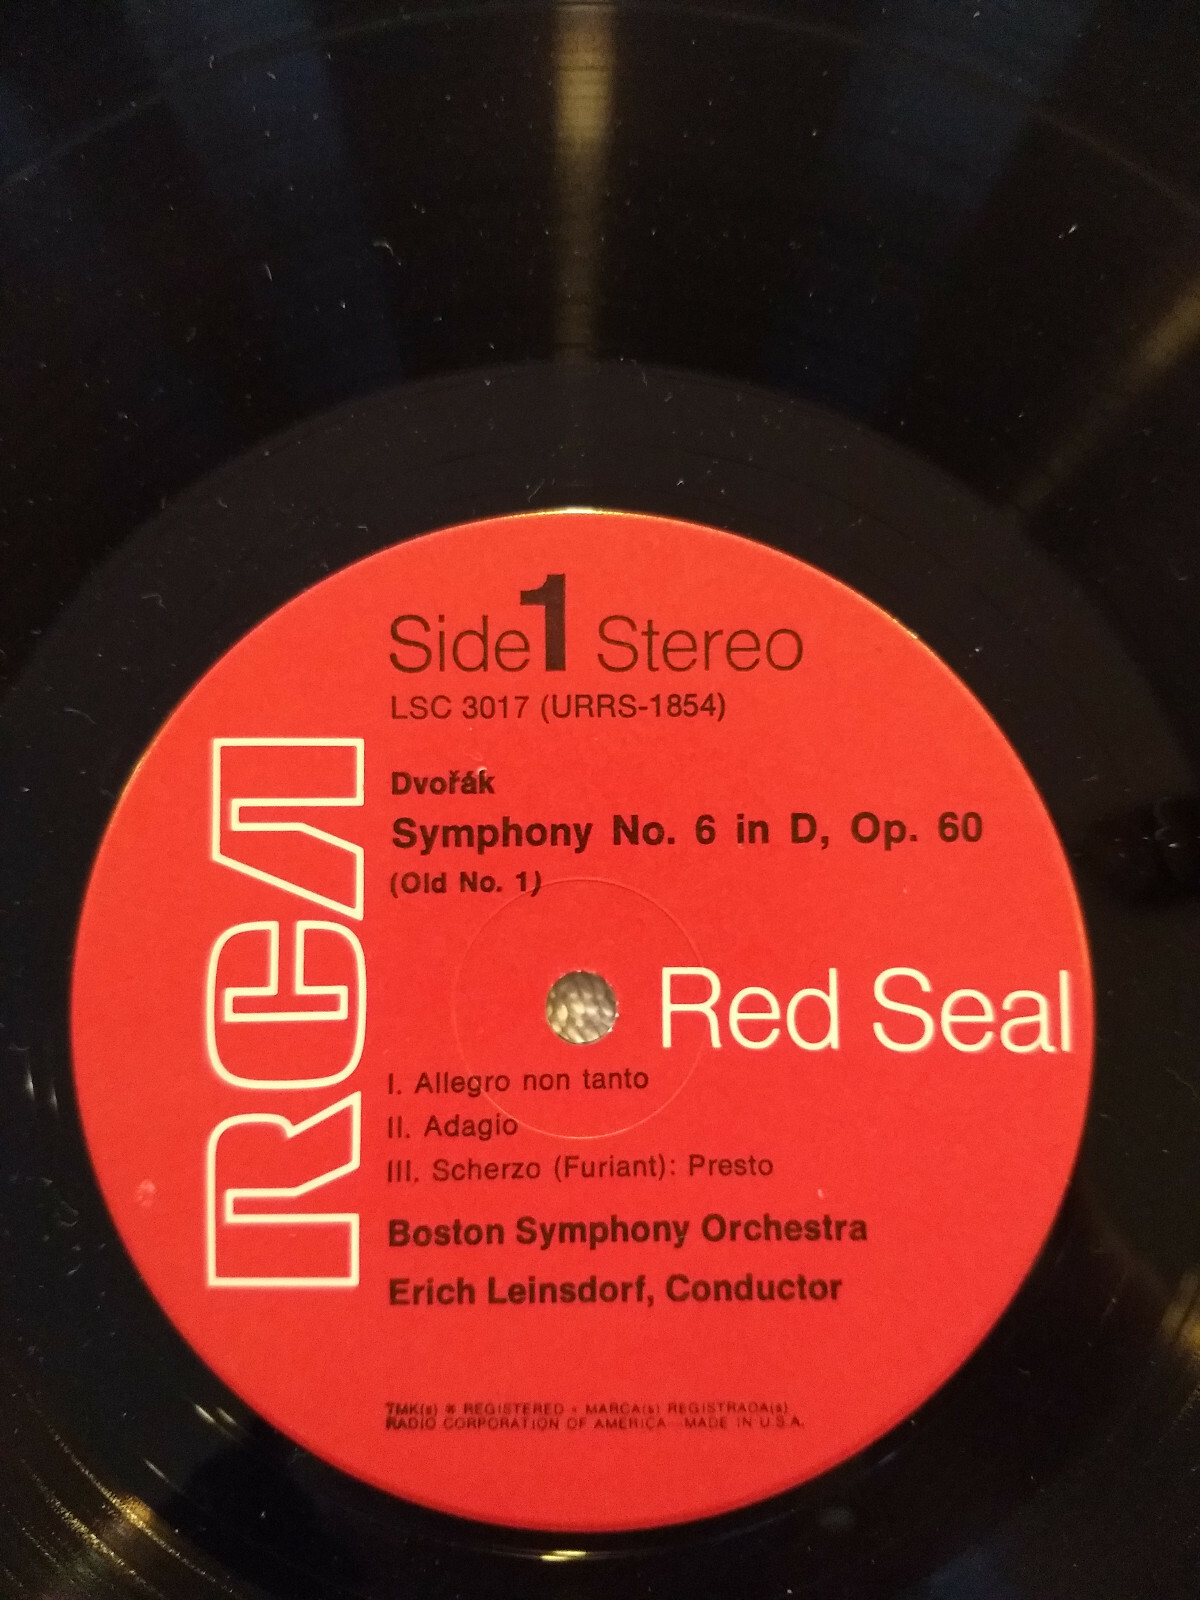 Side 1 Stereo
LSC 3017 (URRS-1854)
Dvořák
Symphony No. 6 in D, Op. 60
(Old No. 1)
RCA
Red Seal
I. Allegro non tanto
II. Adagio
III. Scherzo (Furiant): Presto
Boston Symphony Orchestra
Erich Leinsdorf, Conductor
TMK(s) ® REGISTERED • MARCA(s) REGISTRADA(s)
RADIO CORPORATION OF AMERICA—MADE IN U.S.A.